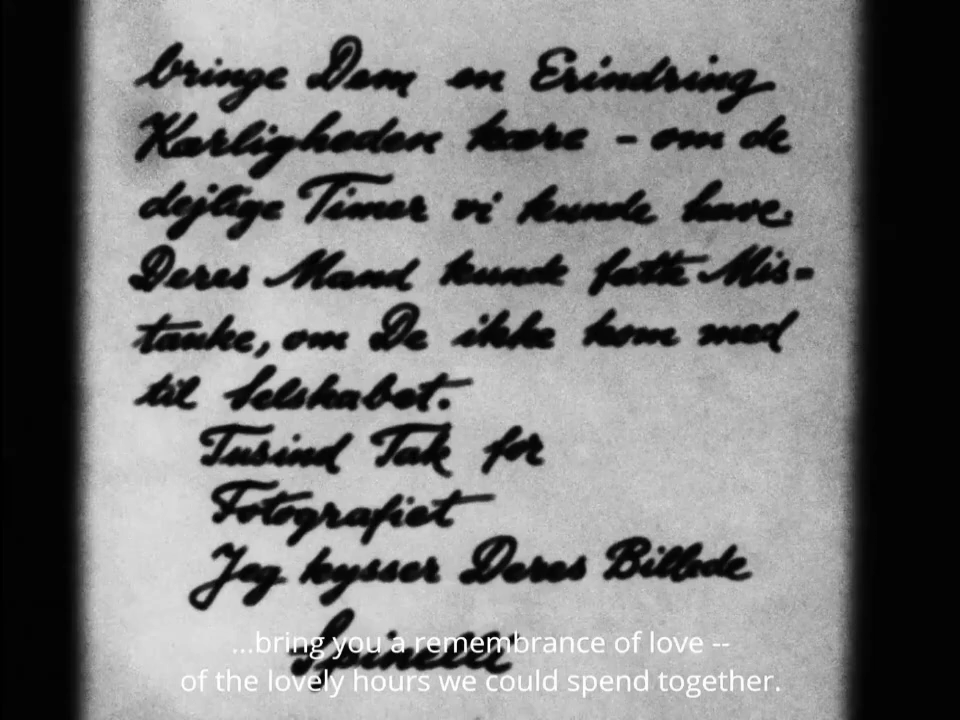 bringe Dem en Erindring
Kærligheden kære - om de
dejlige Timer vi kunde have.
Deres Mand kunde fatte Mis-
tanke, om De ikke kom med
til Selskabet.
Tusind Tak for
Fotografiet
Jeg kysser Deres Billede
Spinelli
...bring you a remembrance of love --
of the lovely hours we could spend together.